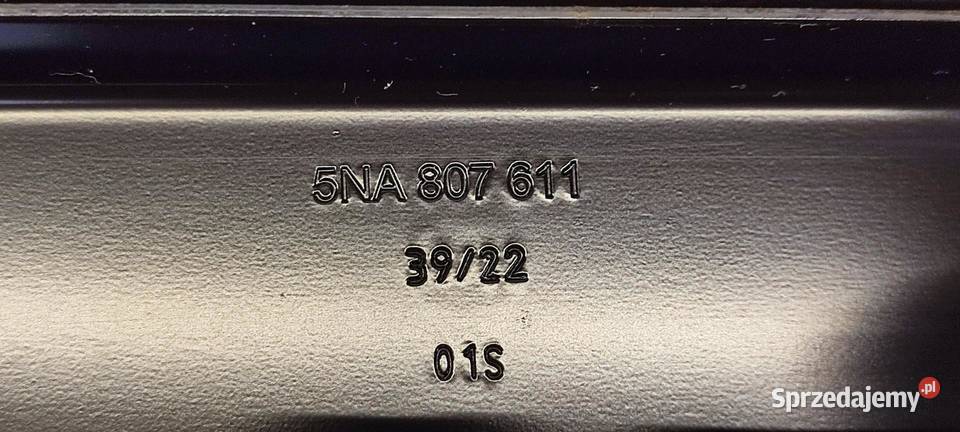 5NA 807 611
39/22
01S
Sprzedajemy.pl